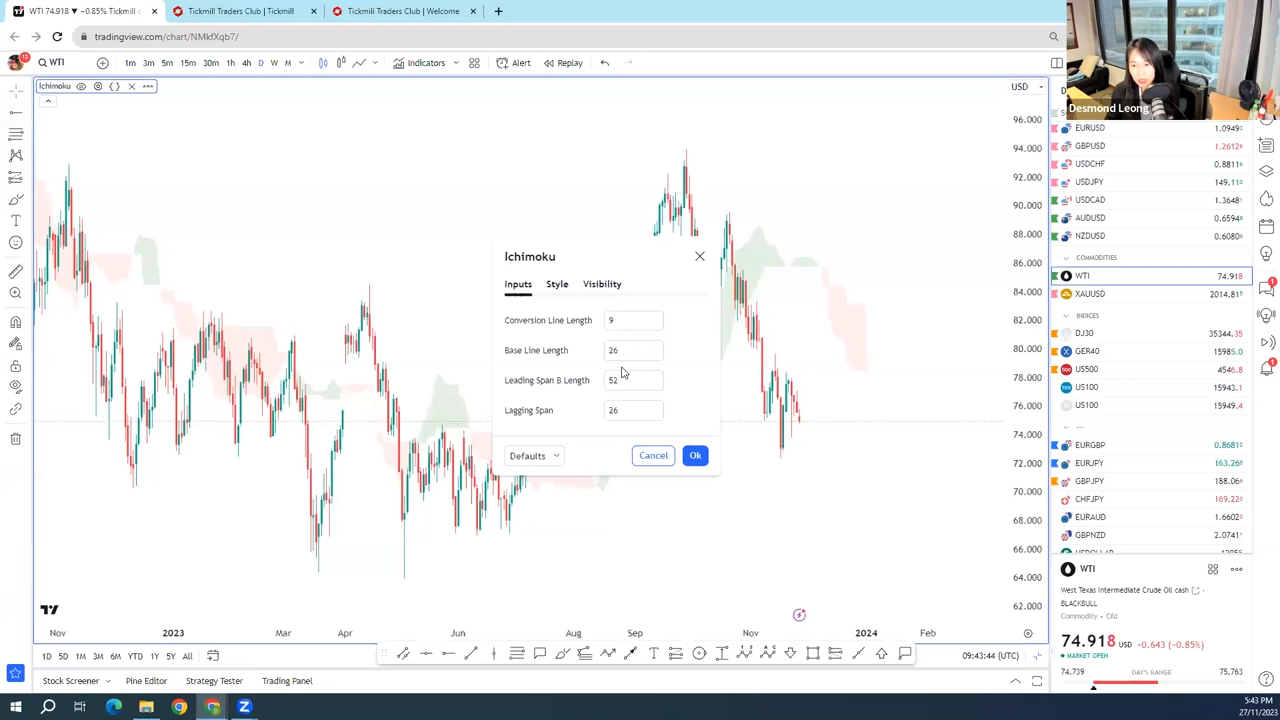 WTI 74.918 ▼ −0.85% Tickmill c
Tickmill Traders Club | Tickmill
Tickmill Traders Club | Welcome
tradingview.com/chart/NMkfXqb7/
12
WTI
1m 3m 5m 15m 30m 1h 4h D W M
Indicators
Alert
Replay
Ichimoku
USD
Desmond Leong
96.000
94.000
92.000
90.000
88.000
86.000
84.000
82.000
80.000
78.000
76.000
74.000
72.000
70.000
68.000
66.000
64.000
62.000
Ichimoku
Inputs Style Visibility
Conversion Line Length 9
Base Line Length 26
Leading Span B Length 52
Lagging Span 26
Defaults
Cancel
Ok
Nov 2023 Mar Apr Jun Aug Sep Nov 2024 Feb
1D 5D 1M 3M 6M YTD 1Y 5Y All
09:43:44 (UTC)
Stock Screener
Pine Editor
Strategy Tester
Trading Panel
EURUSD 1.0949
GBPUSD 1.2612
USDCHF 0.8811
USDJPY 149.11
USDCAD 1.3648
AUDUSD 0.6594
NZDUSD 0.6080
COMMODITIES
WTI 74.918
XAUUSD 2014.81
INDICES
DJ30 35344.35
GER40 15985.0
US500 4546.8
US100 15943.1
US100 15949.4
...
EURGBP 0.8681
EURJPY 163.26
GBPJPY 188.06
CHFJPY 169.22
EURAUD 1.6602
GBPNZD 2.0741
WTI
West Texas Intermediate Crude Oil cash
BLACKBULL
Commodity • Cfd
74.918 USD −0.643 (−0.85%)
MARKET OPEN
74.739 DAY'S RANGE 75.763
5:43 PM
27/11/2023